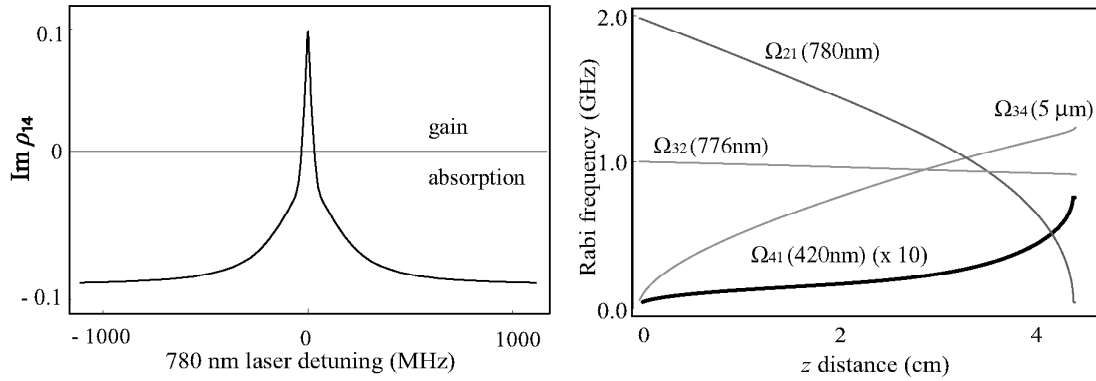 0.1
0
- 0.1
Im ρ14
gain
absorption
- 1000
0
1000
780 nm laser detuning (MHz)
2.0
1.0
0.0
Rabi frequency (GHz)
Ω21 (780nm)
Ω34 (5 μm)
Ω32 (776nm)
Ω41 (420nm) (x 10)
0
2
4
z distance (cm)